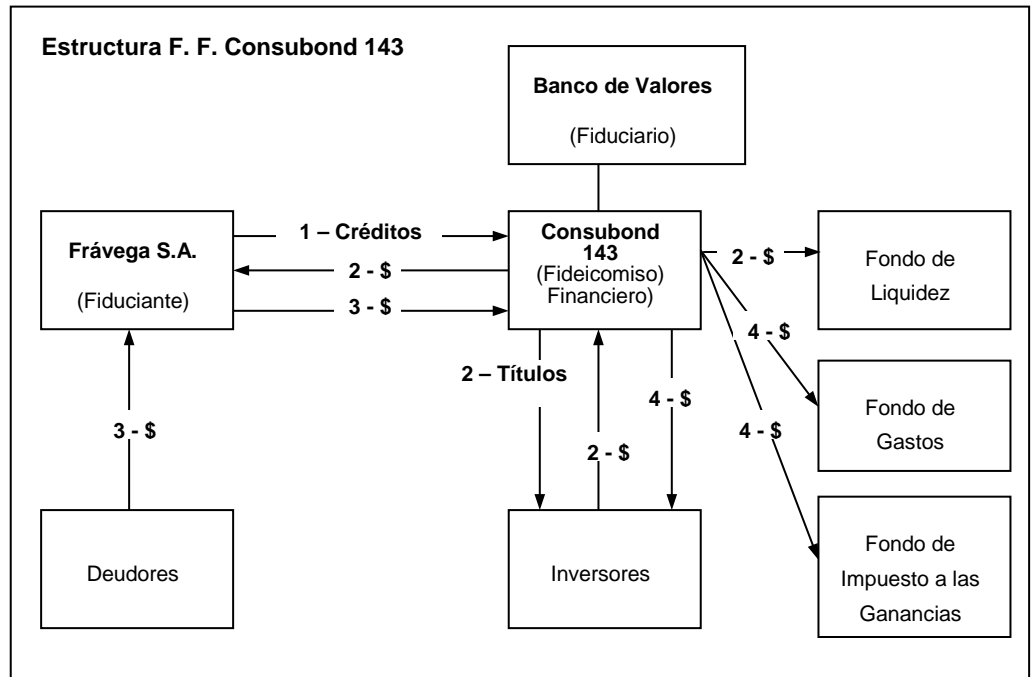 Estructura F. F. Consubond 143
Banco de Valores
(Fiduciario)
Frávega S.A.
(Fiduciante)
1 – Créditos
2 - $
3 - $
Consubond
143
(Fideicomiso)
Financiero)
2 - $
Fondo de
Liquidez
4 - $
Fondo de
Gastos
4 - $
Fondo de
Impuesto a las
Ganancias
2 – Títulos
4 - $
2 - $
3 - $
Deudores
Inversores